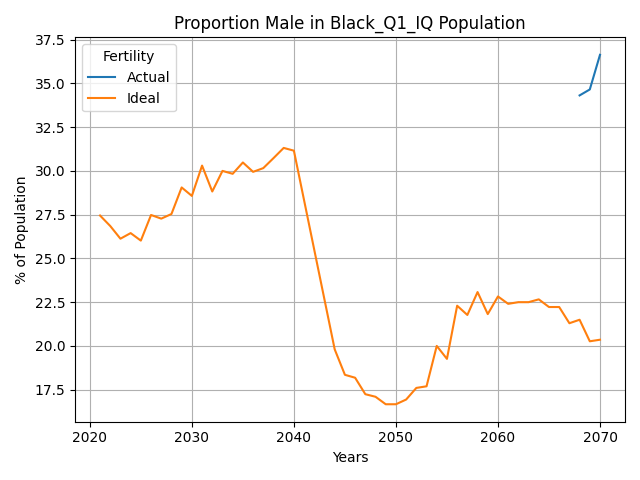 Proportion Male in Black_Q1_IQ Population
37.5
35.0
32.5
30.0
27.5
25.0
22.5
20.0
17.5
% of Population
Fertility
Actual
Ideal
2020 2030 2040 2050 2060 2070
Years